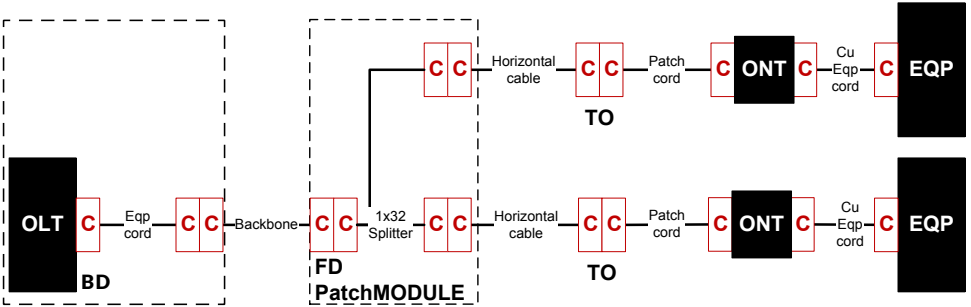 C C Horizontal cable C C Patch cord C ONT C Cu Eqp cord C EQP
TO
OLT C Eqp cord C C Backbone C C 1x32 Splitter C C Horizontal cable C C Patch cord C ONT C Cu Eqp cord C EQP
BD
FD
PatchMODULE
TO